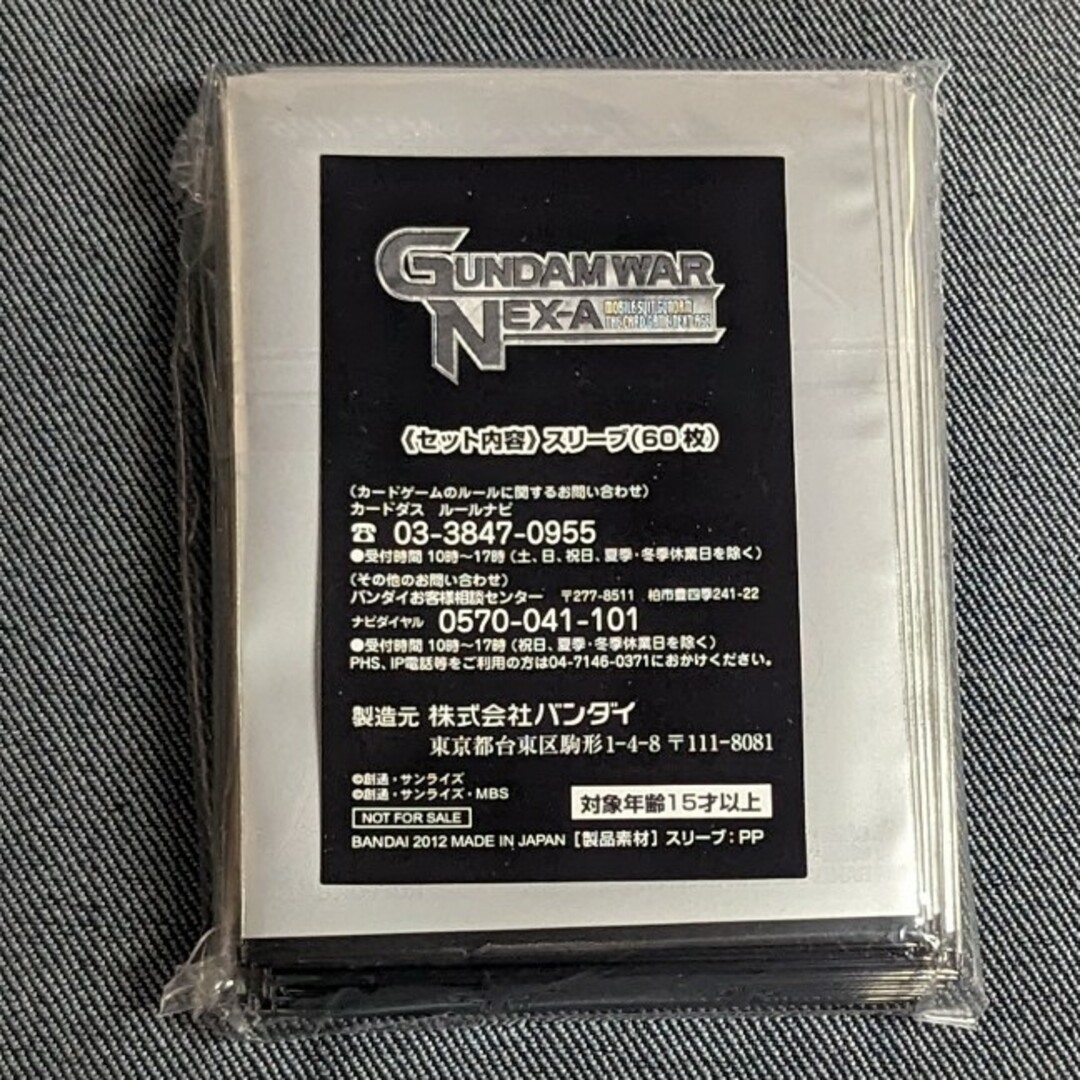 GUNDAM WAR
NEX-A MOBILE SUIT GUNDAM
THE CARD GAME NEXT AGE
《セット内容》スリーブ(60枚)
(カードゲームのルールに関するお問い合わせ)
カードダス ルールナビ
☎ 03-3847-0955
●受付時間 10時~17時 (土、日、祝日、夏季・冬季休業日を除く)
(その他のお問い合わせ)
バンダイお客様相談センター 〒277-8511 柏市豊四季241-22
ナビダイヤル 0570-041-101
●受付時間 10時~17時 (祝日、夏季・冬季休業日を除く)
PHS、IP電話等をご利用の方は04-7146-0371におかけください。
製造元 株式会社バンダイ
東京都台東区駒形1-4-8 〒111-8081
©創通・サンライズ
©創通・サンライズ・MBS
対象年齢15才以上
NOT FOR SALE
BANDAI 2012 MADE IN JAPAN [製品素材] スリーブ:PP